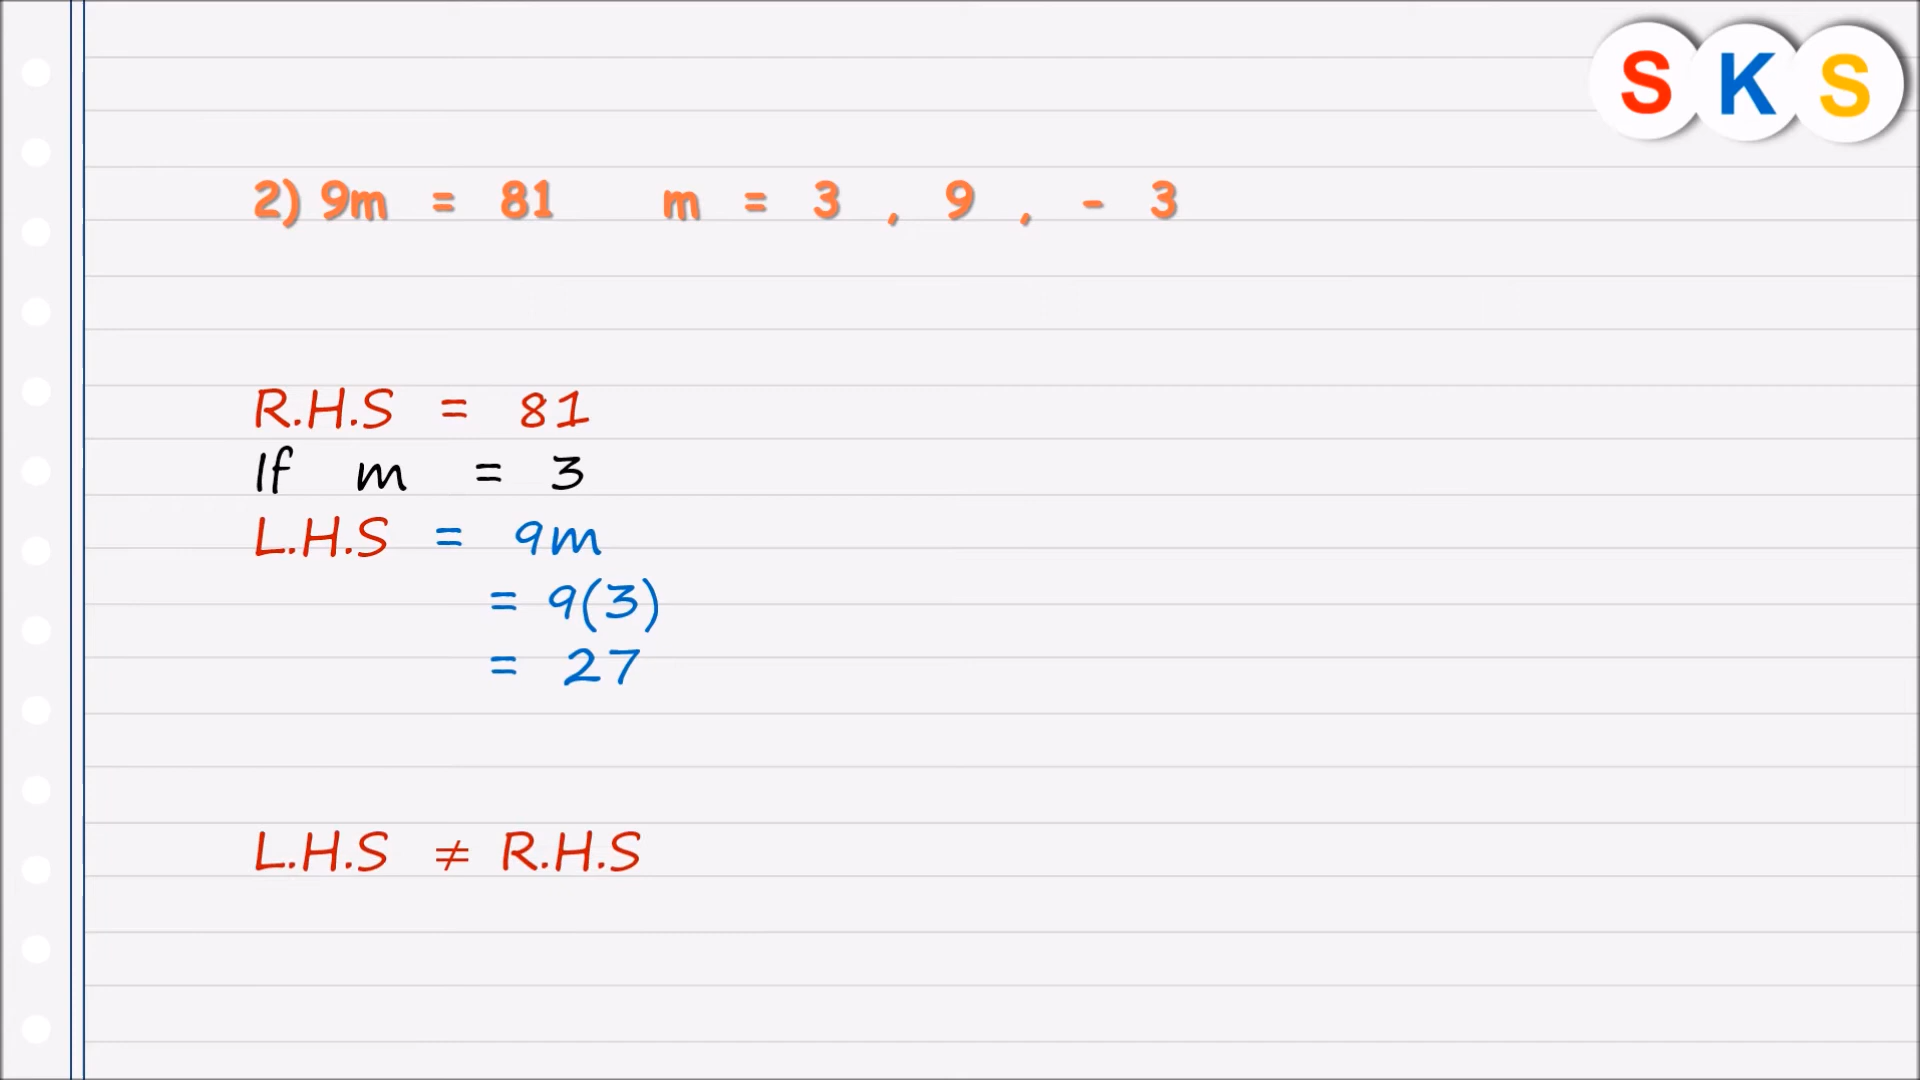 SKS
2) 9m = 81 m = 3 , 9 , - 3
R.H.S = 81
If m = 3
L.H.S = 9m
= 9(3)
= 27
L.H.S ≠ R.H.S